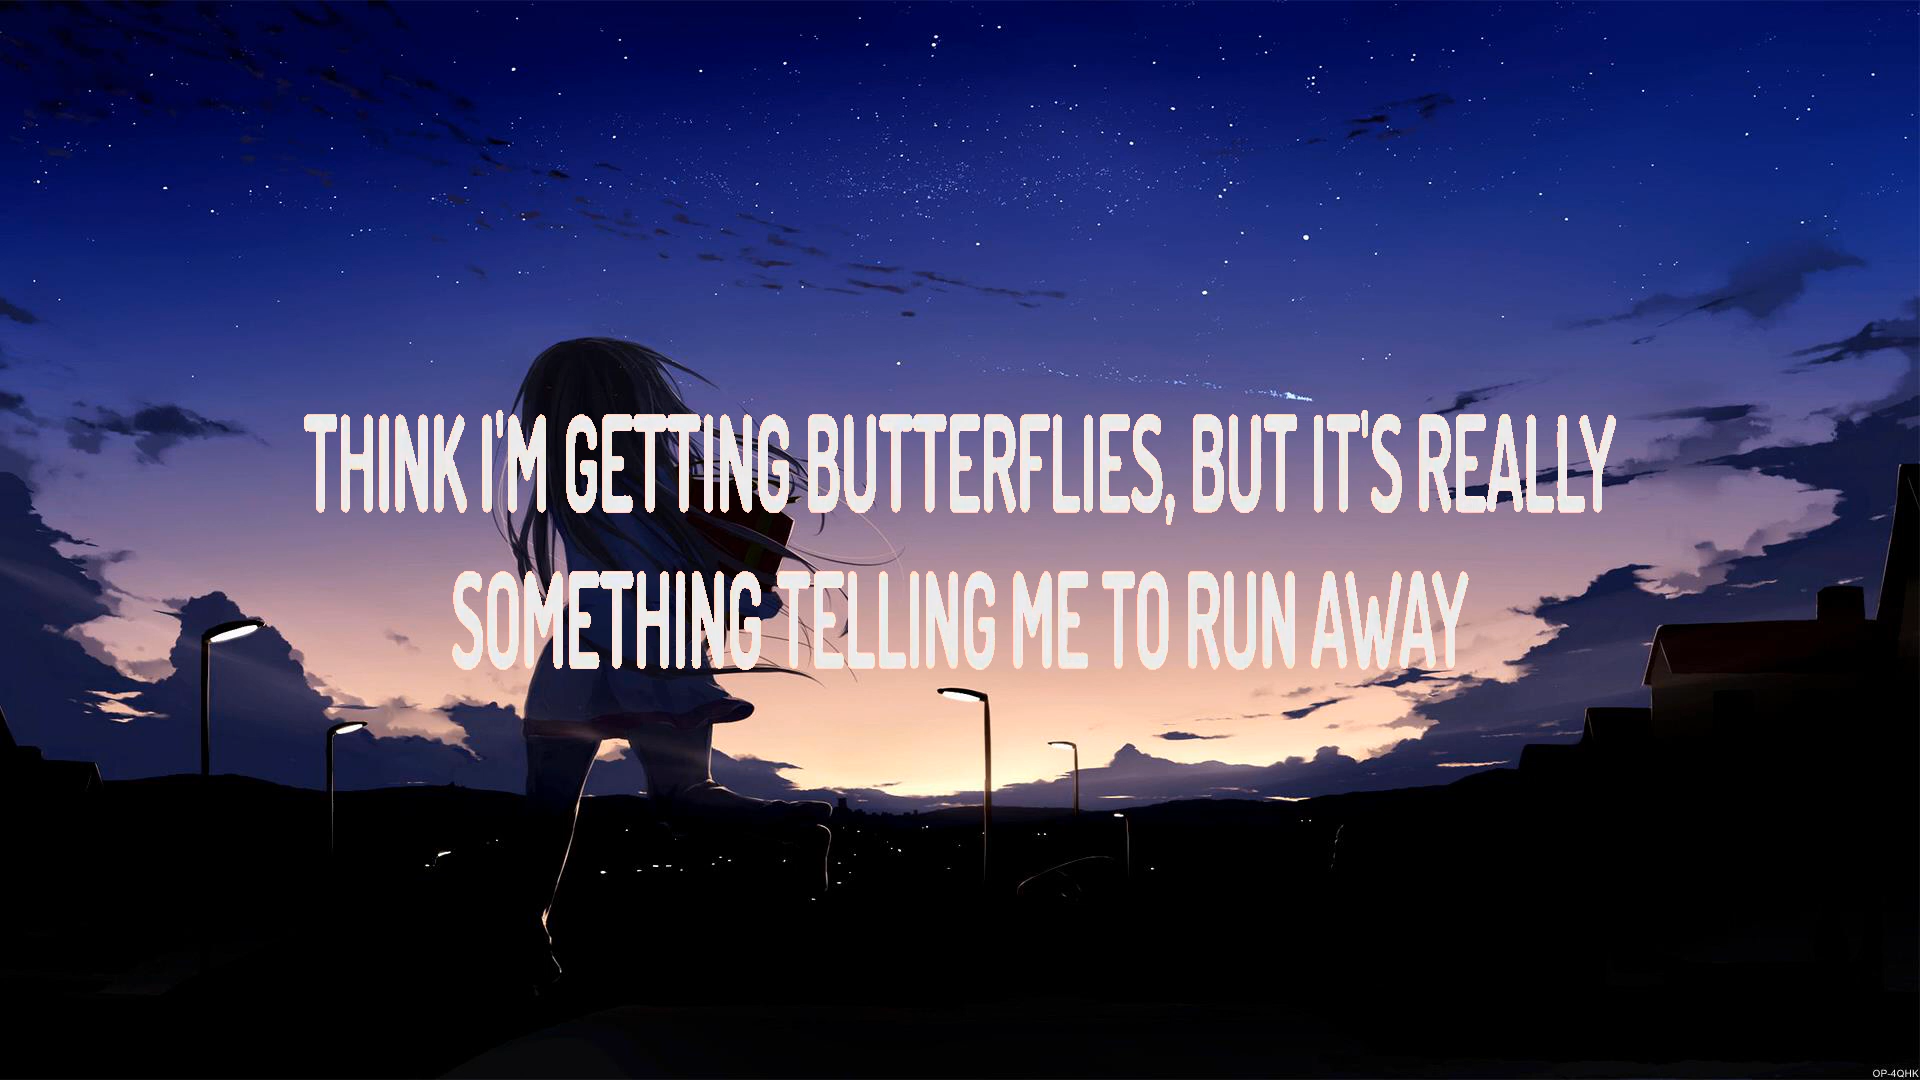 THINK I'M GETTING BUTTERFLIES, BUT IT'S REALLY
SOMETHING TELLING ME TO RUN AWAY
OP-4QHK